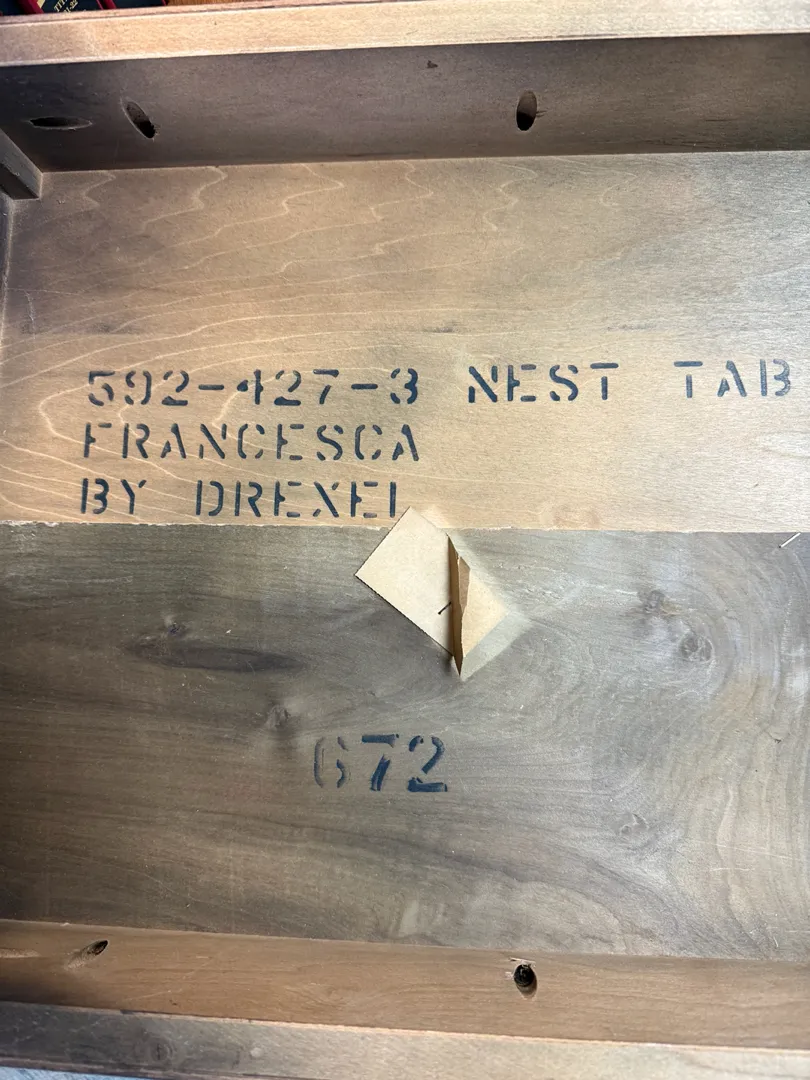 592-427-3 NEST TAB
FRANCESCA
BY DREXEL
672